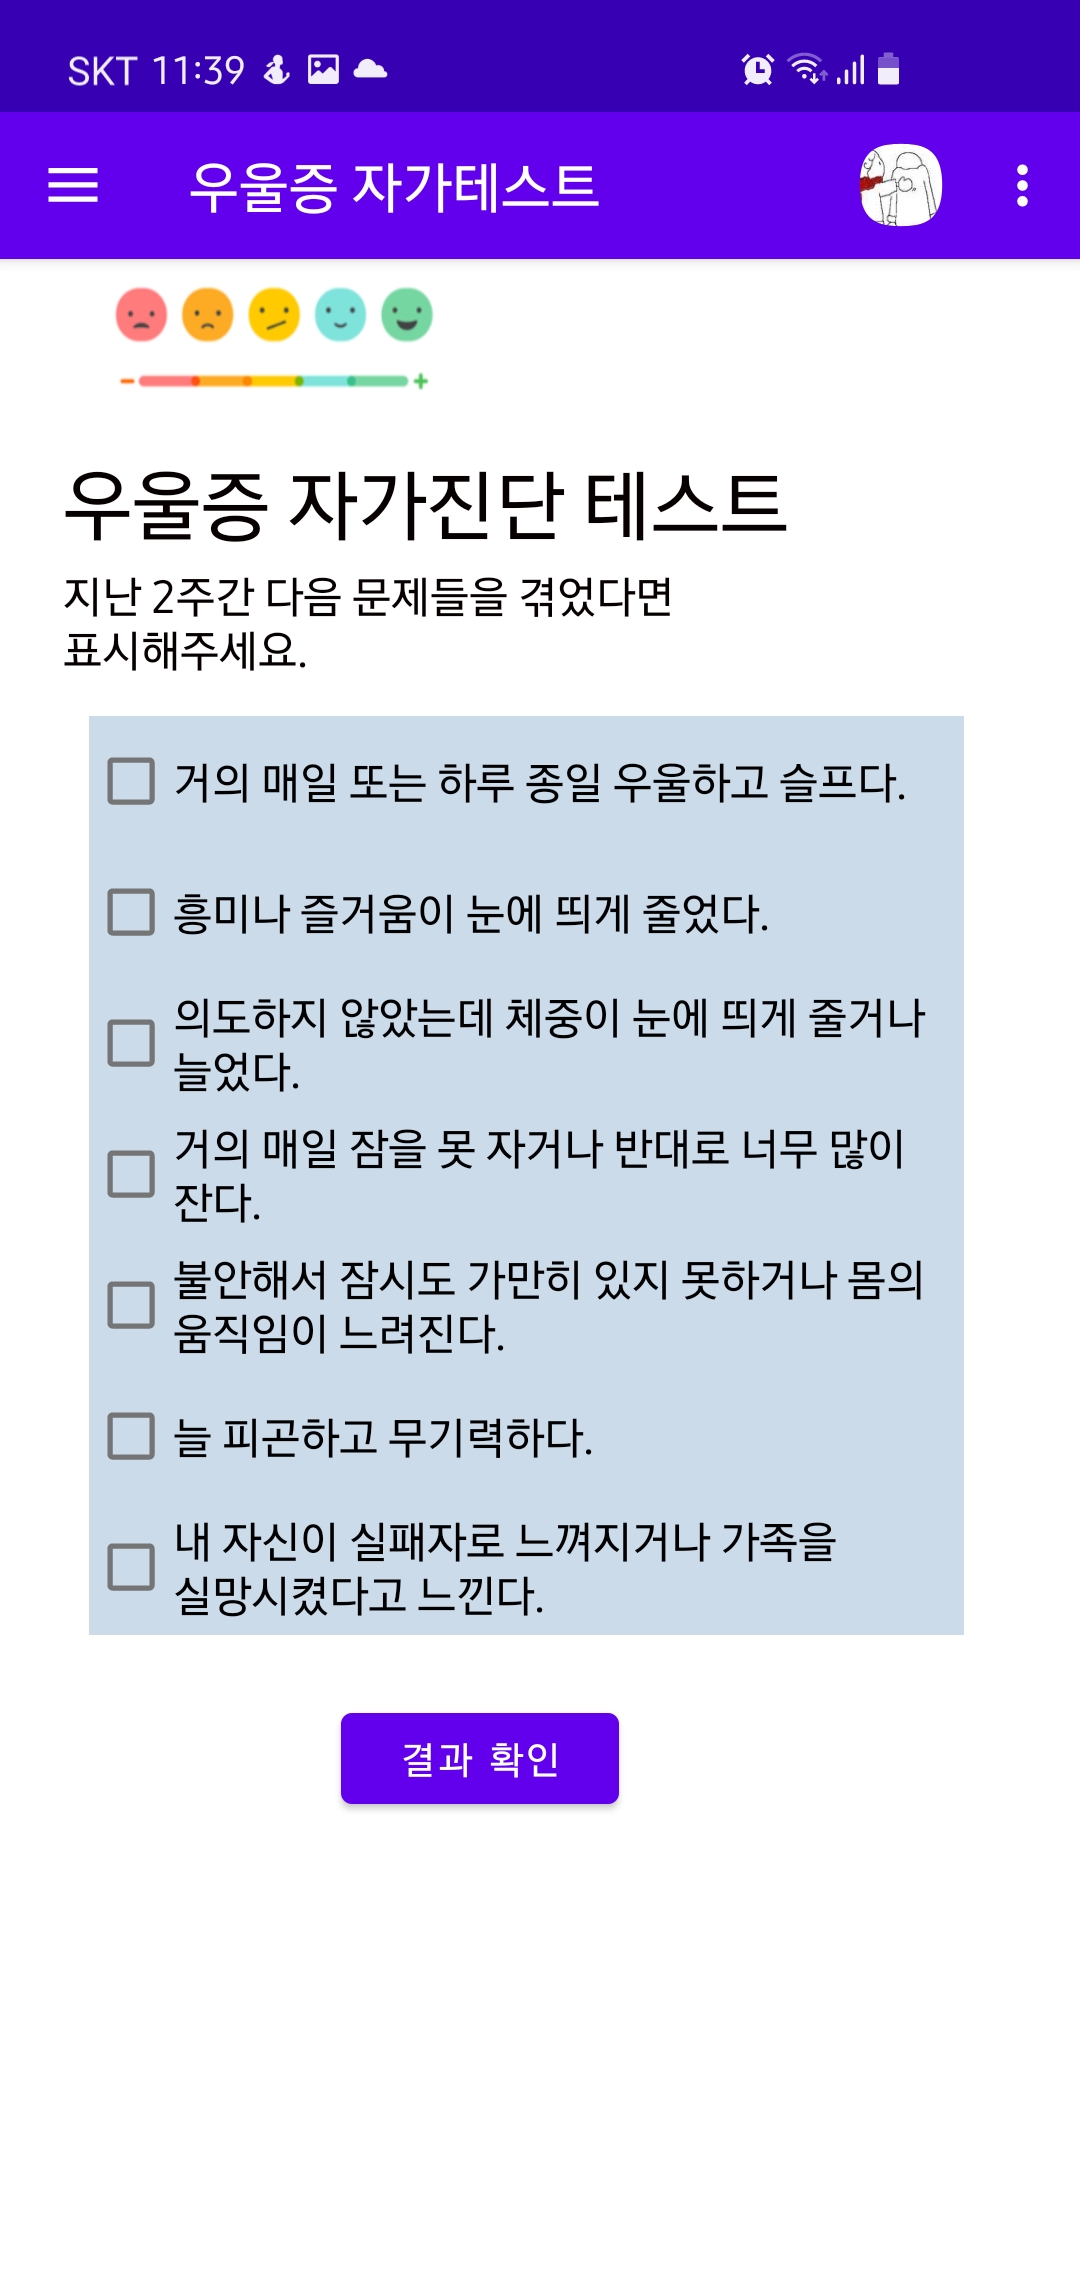 SKT 11:39
우울증 자가테스트
우울증 자가진단 테스트
지난 2주간 다음 문제들을 겪었다면
표시해주세요.
거의 매일 또는 하루 종일 우울하고 슬프다.
흥미나 즐거움이 눈에 띄게 줄었다.
의도하지 않았는데 체중이 눈에 띄게 줄거나
늘었다.
거의 매일 잠을 못 자거나 반대로 너무 많이
잔다.
불안해서 잠시도 가만히 있지 못하거나 몸의
움직임이 느려진다.
늘 피곤하고 무기력하다.
내 자신이 실패자로 느껴지거나 가족을
실망시켰다고 느낀다.
결과 확인